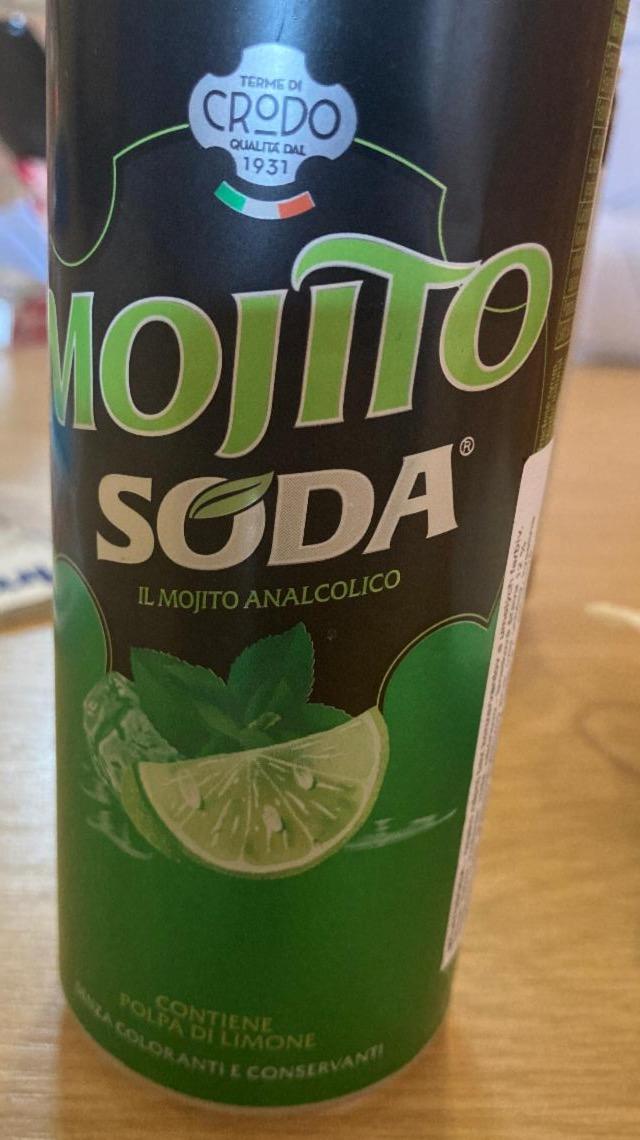 TERME DI
CRODO
QUALITÀ DAL
1931
MOJITO
SODA®
IL MOJITO ANALCOLICO
CONTIENE
POLPA DI LIMONE
SENZA COLORANTI E CONSERVANTI